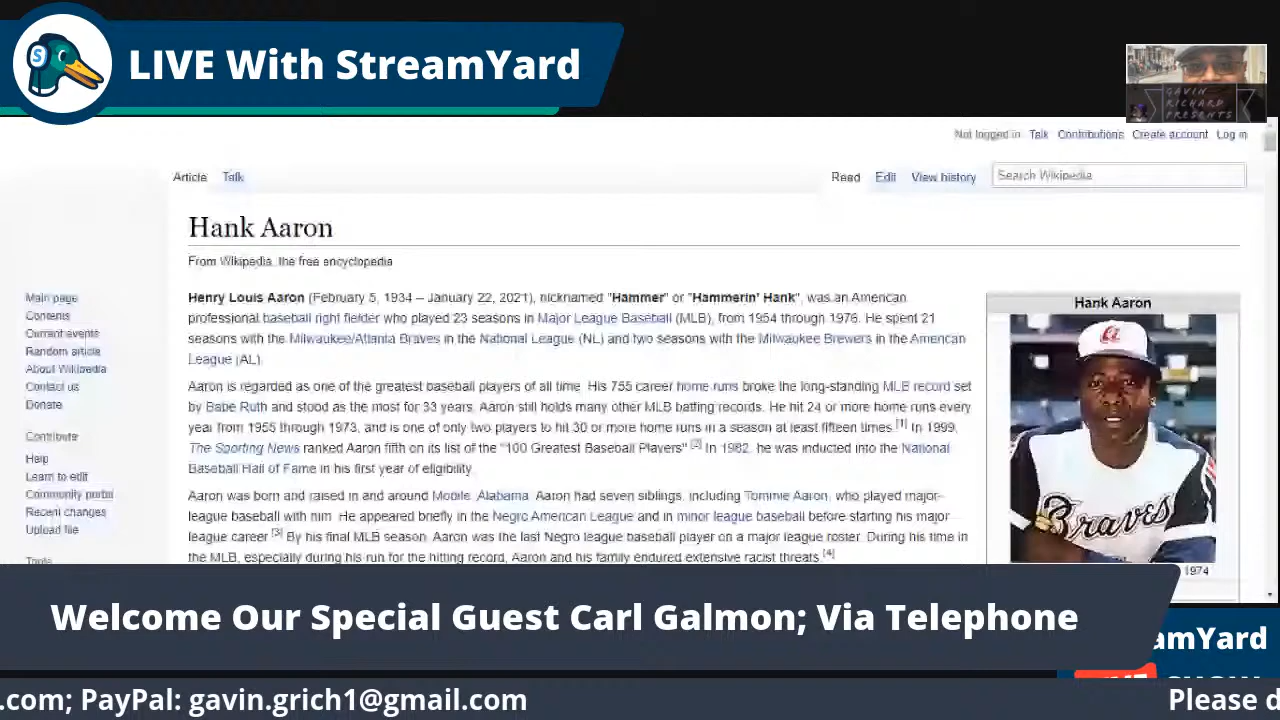 S
LIVE With StreamYard
GAVIN
RICHARD
PRESENTS
Not logged in Talk Contributions Create account Log in
Article Talk
Read Edit View history
Search Wikipedia
Hank Aaron
From Wikipedia, the free encyclopedia
Main page
Contents
Current events
Random article
About Wikipedia
Contact us
Donate
Contribute
Help
Learn to edit
Community portal
Recent changes
Upload file
Tools
Henry Louis Aaron (February 5, 1934 – January 22, 2021), nicknamed "Hammer" or "Hammerin' Hank", was an American
professional baseball right fielder who played 23 seasons in Major League Baseball (MLB), from 1954 through 1976. He spent 21
seasons with the Milwaukee/Atlanta Braves in the National League (NL) and two seasons with the Milwaukee Brewers in the American
League (AL).
Aaron is regarded as one of the greatest baseball players of all time. His 755 career home runs broke the long-standing MLB record set
by Babe Ruth and stood as the most for 33 years. Aaron still holds many other MLB batting records. He hit 24 or more home runs every
year from 1955 through 1973, and is one of only two players to hit 30 or more home runs in a season at least fifteen times.[1] In 1999,
The Sporting News ranked Aaron fifth on its list of the "100 Greatest Baseball Players".[2] In 1982, he was inducted into the National
Baseball Hall of Fame in his first year of eligibility.
Aaron was born and raised in and around Mobile, Alabama. Aaron had seven siblings, including Tommie Aaron, who played major-
league baseball with him. He appeared briefly in the Negro American League and in minor league baseball before starting his major
league career.[3] By his final MLB season, Aaron was the last Negro league baseball player on a major league roster. During his time in
the MLB, especially during his run for the hitting record, Aaron and his family endured extensive racist threats.[4]
Hank Aaron
Braves
1974
Welcome Our Special Guest Carl Galmon; Via Telephone
amYard
.com; PayPal: gavin.grich1@gmail.com
Please d